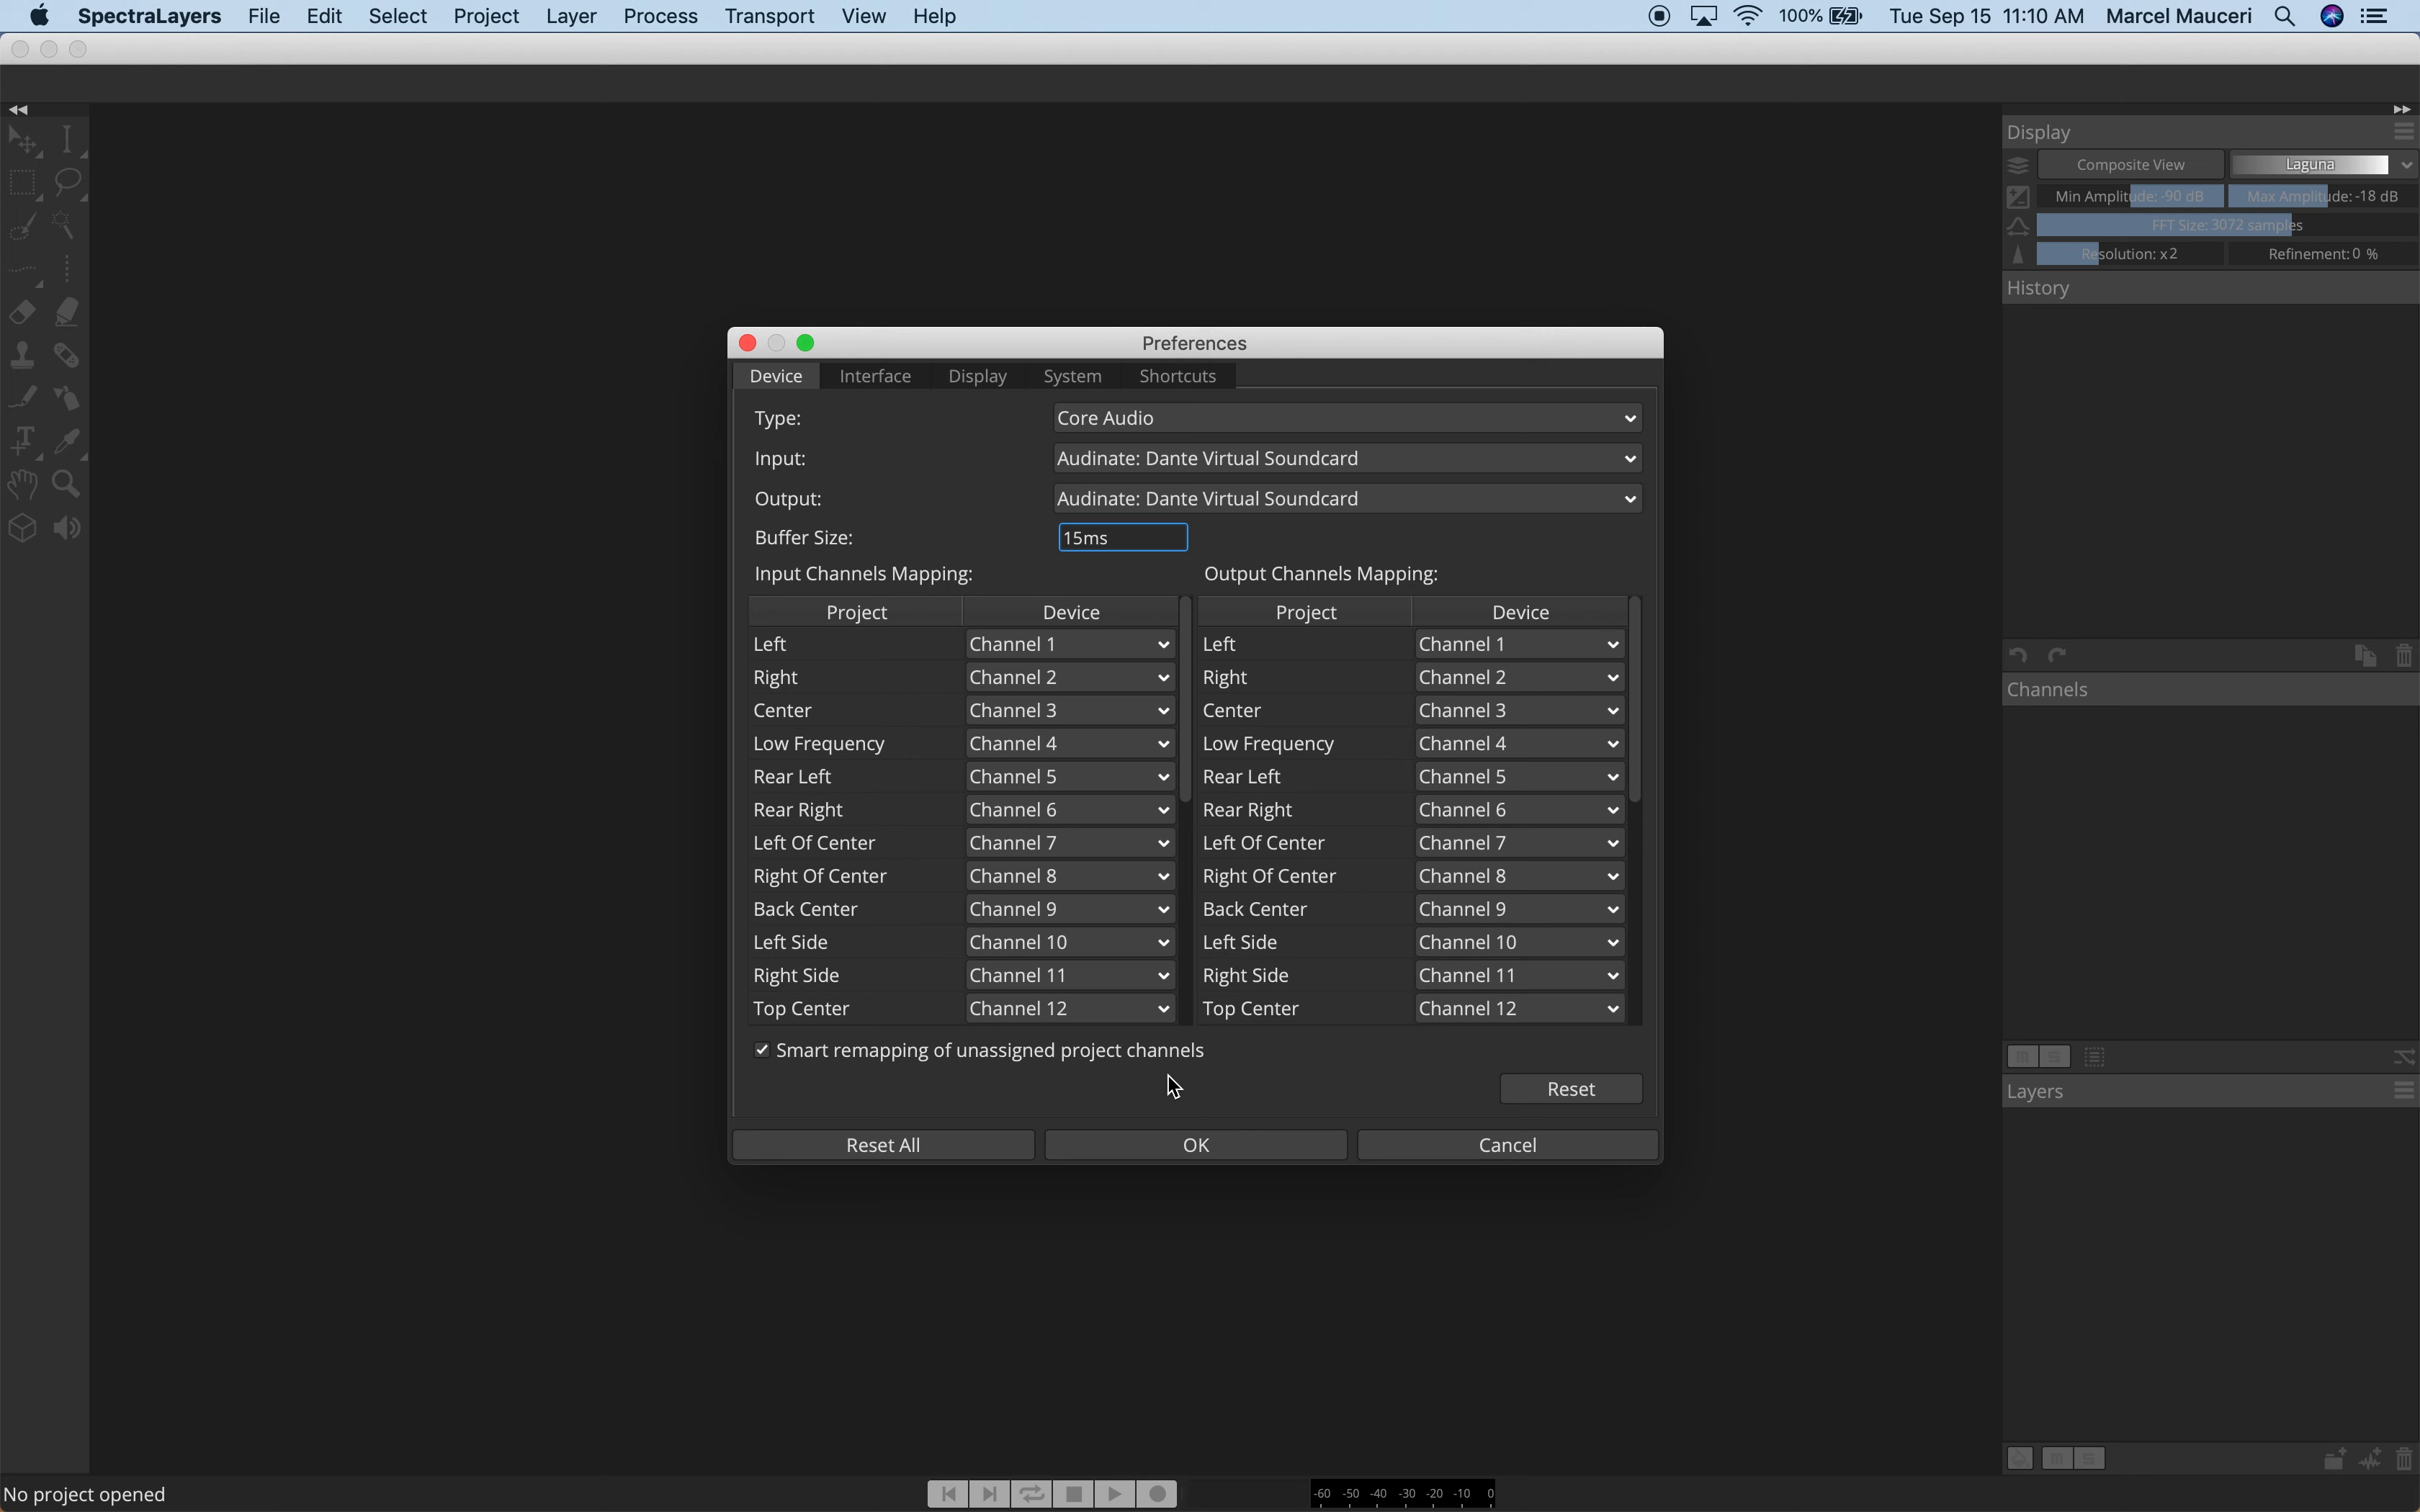 SpectraLayers File Edit Select Project Layer Process Transport View Help 100% Tue Sep 15 11:10 AM Marcel Mauceri
Display
Composite View Laguna
Min Amplitude: -90 dB Max Amplitude: -18 dB
FFT Size: 3072 samples
Resolution: x2 Refinement: 0 %
History
Preferences
Device Interface Display System Shortcuts
Type: Core Audio
Input: Audinate: Dante Virtual Soundcard
Output: Audinate: Dante Virtual Soundcard
Buffer Size: 15ms
Input Channels Mapping: Output Channels Mapping:
Project Device Project Device
Left Channel 1 Left Channel 1
Right Channel 2 Right Channel 2
Center Channel 3 Center Channel 3
Low Frequency Channel 4 Low Frequency Channel 4
Rear Left Channel 5 Rear Left Channel 5
Rear Right Channel 6 Rear Right Channel 6
Left Of Center Channel 7 Left Of Center Channel 7
Right Of Center Channel 8 Right Of Center Channel 8
Back Center Channel 9 Back Center Channel 9
Left Side Channel 10 Left Side Channel 10
Right Side Channel 11 Right Side Channel 11
Top Center Channel 12 Top Center Channel 12
Smart remapping of unassigned project channels
Reset
Reset All OK Cancel
Channels
m s
Layers
m s
No project opened
-60 -50 -40 -30 -20 -10 0